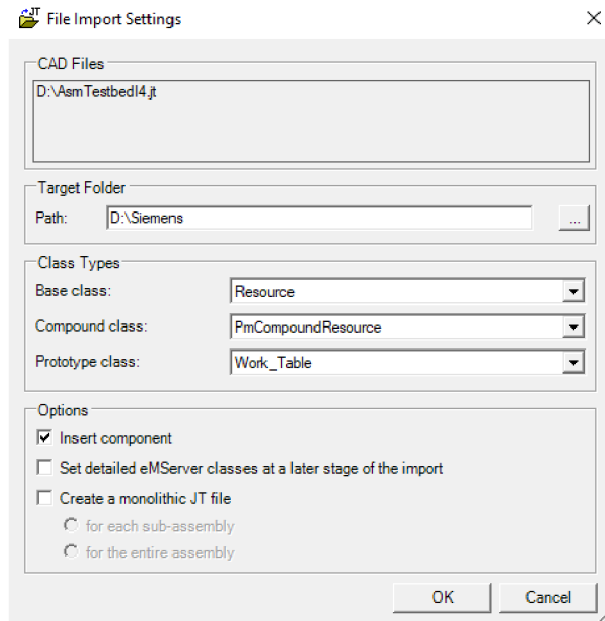 File Import Settings
CAD Files
D:\AsmTestbedI4.jt
Target Folder
Path: D:\Siemens ...
Class Types
Base class: Resource
Compound class: PmCompoundResource
Prototype class: Work_Table
Options
Insert component
Set detailed eMServer classes at a later stage of the import
Create a monolithic JT file
for each sub-assembly
for the entire assembly
OK Cancel